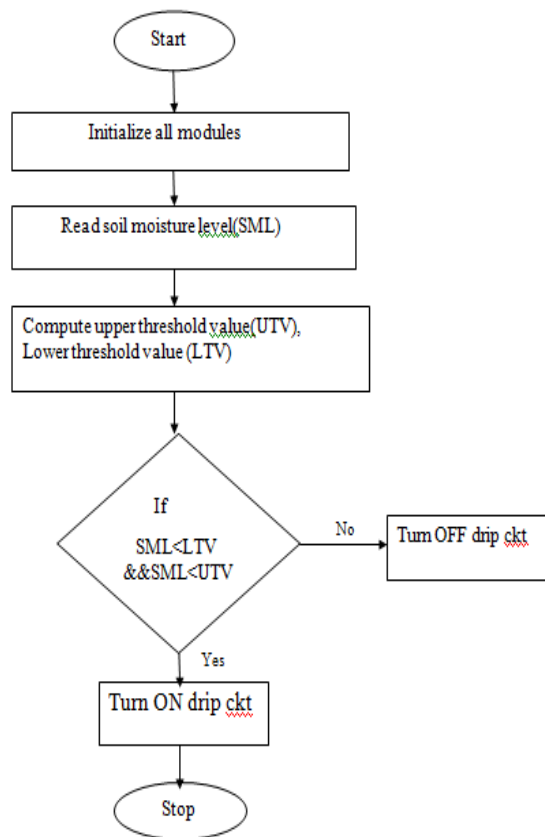 Start
Initialize all modules
Read soil moisture level(SML)
Compute upper threshold value(UTV),
Lower threshold value (LTV)
If
SML<LTV
&&SML<UTV
No
Turn OFF drip ckt
Yes
Turn ON drip ckt
Stop